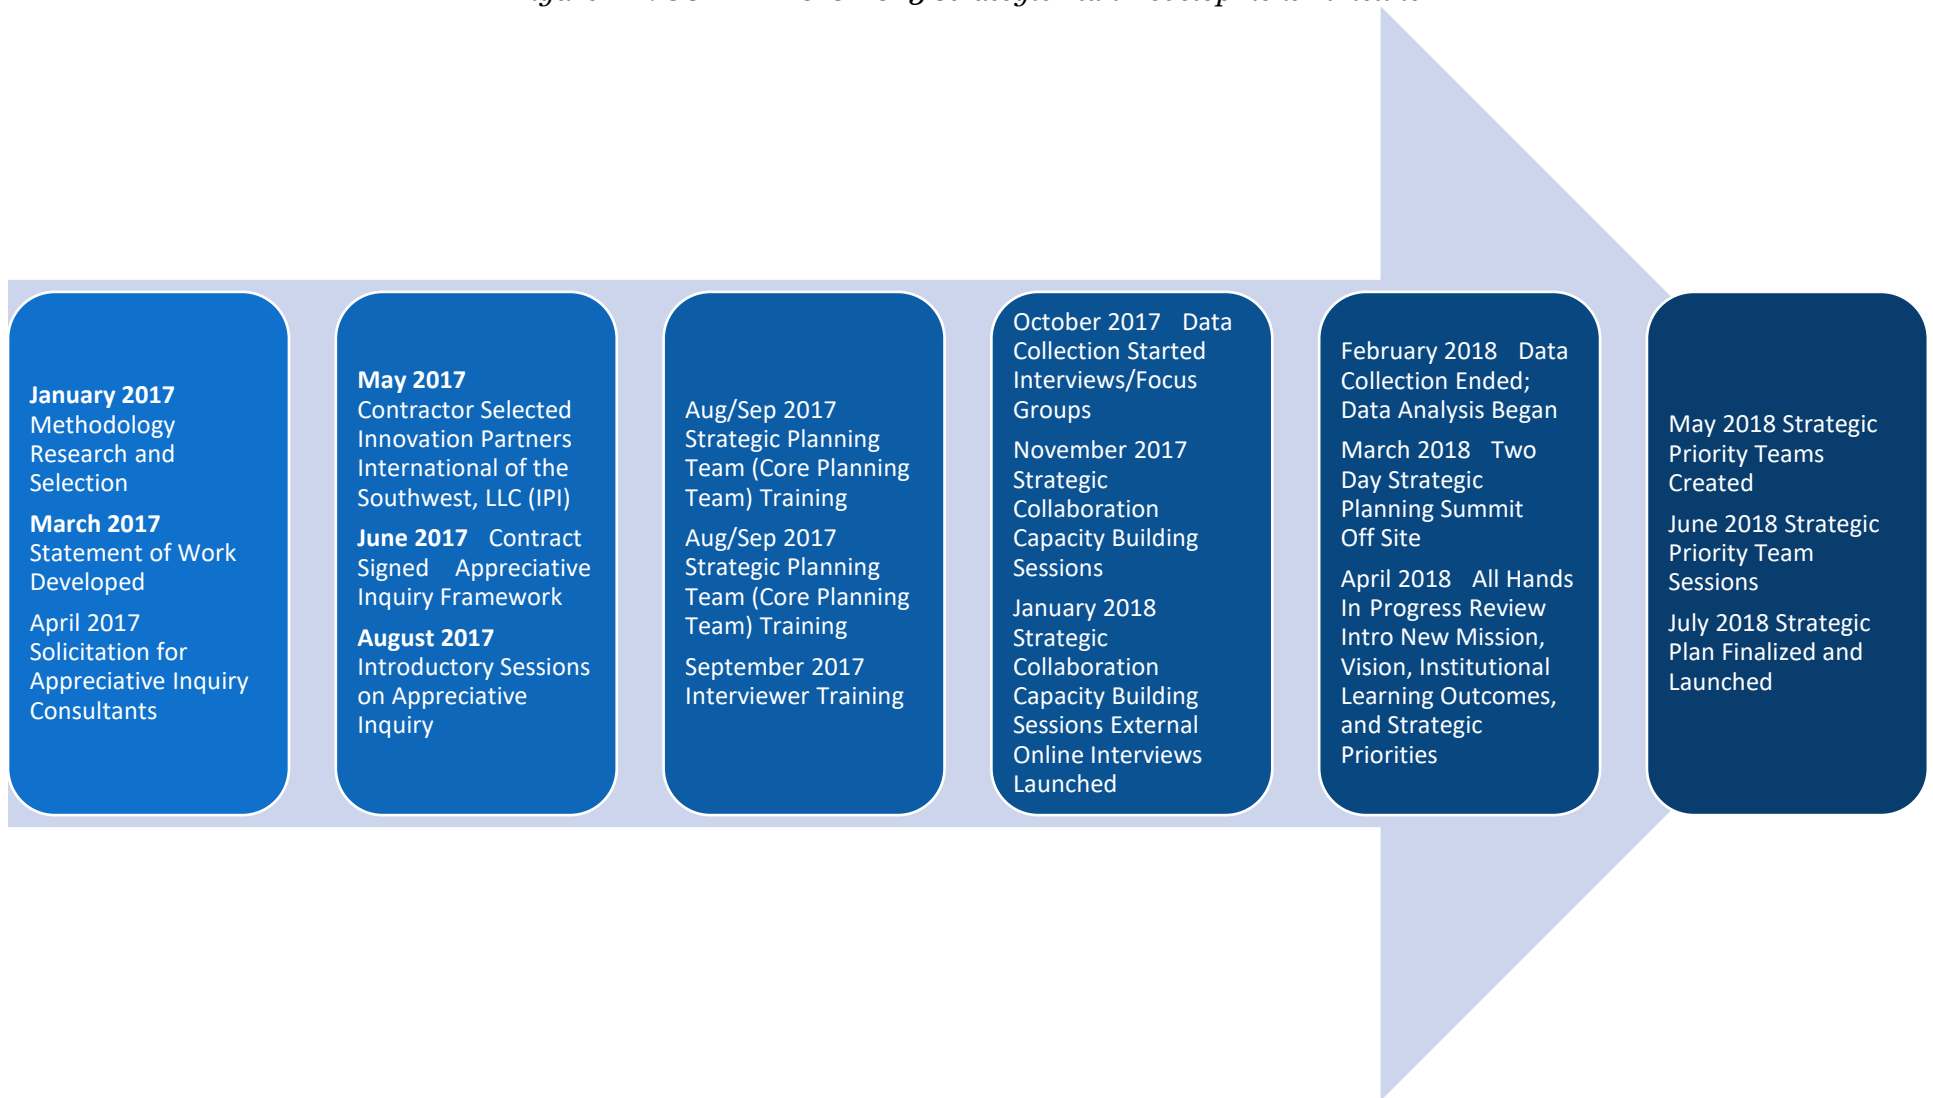 Strategic
January 2017
Methodology
Research and
Selection
March 2017
Statement of Work
Developed
April 2017
Solicitation for
Appreciative Inquiry
Consultants
May 2017
Contractor Selected
Innovation Partners
International of the
Southwest, LLC (IPI)
June 2017 Contract
Signed Appreciative
Inquiry Framework
August 2017
Introductory Sessions
on Appreciative
Inquiry
Aug/Sep 2017
Strategic Planning
Team (Core Planning
Team) Training
Aug/Sep 2017
Strategic Planning
Team (Core Planning
Team) Training
September 2017
Interviewer Training
October 2017 Data
Collection Started
Interviews/Focus
Groups
November 2017
Strategic
Collaboration
Capacity Building
Sessions
January 2018
Strategic
Collaboration
Capacity Building
Sessions External
Online Interviews
Launched
February 2018 Data
Collection Ended;
Data Analysis Began
March 2018 Two
Day Strategic
Planning Summit
Off Site
April 2018 All Hands
In Progress Review
Intro New Mission,
Vision, Institutional
Learning Outcomes,
and Strategic
Priorities
May 2018 Strategic
Priority Teams
Created
June 2018 Strategic
Priority Team
Sessions
July 2018 Strategic
Plan Finalized and
Launched